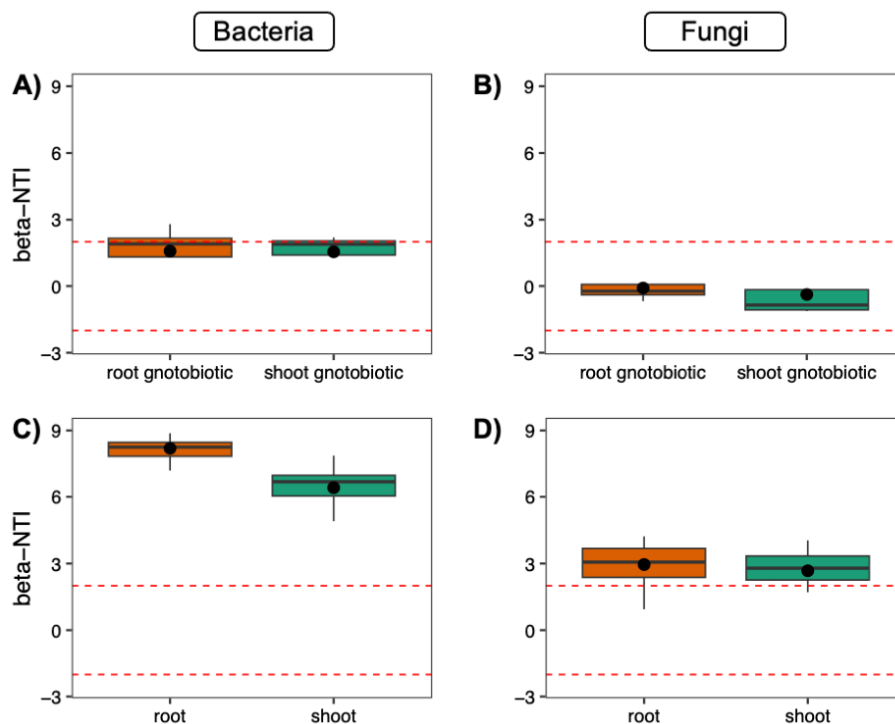 Bacteria
Fungi
A)
B)
beta-NTI
9
6
3
0
−3
root gnotobiotic
shoot gnotobiotic
9
6
3
0
−3
root gnotobiotic
shoot gnotobiotic
C)
D)
beta-NTI
9
6
3
0
−3
root
shoot
9
6
3
0
−3
root
shoot